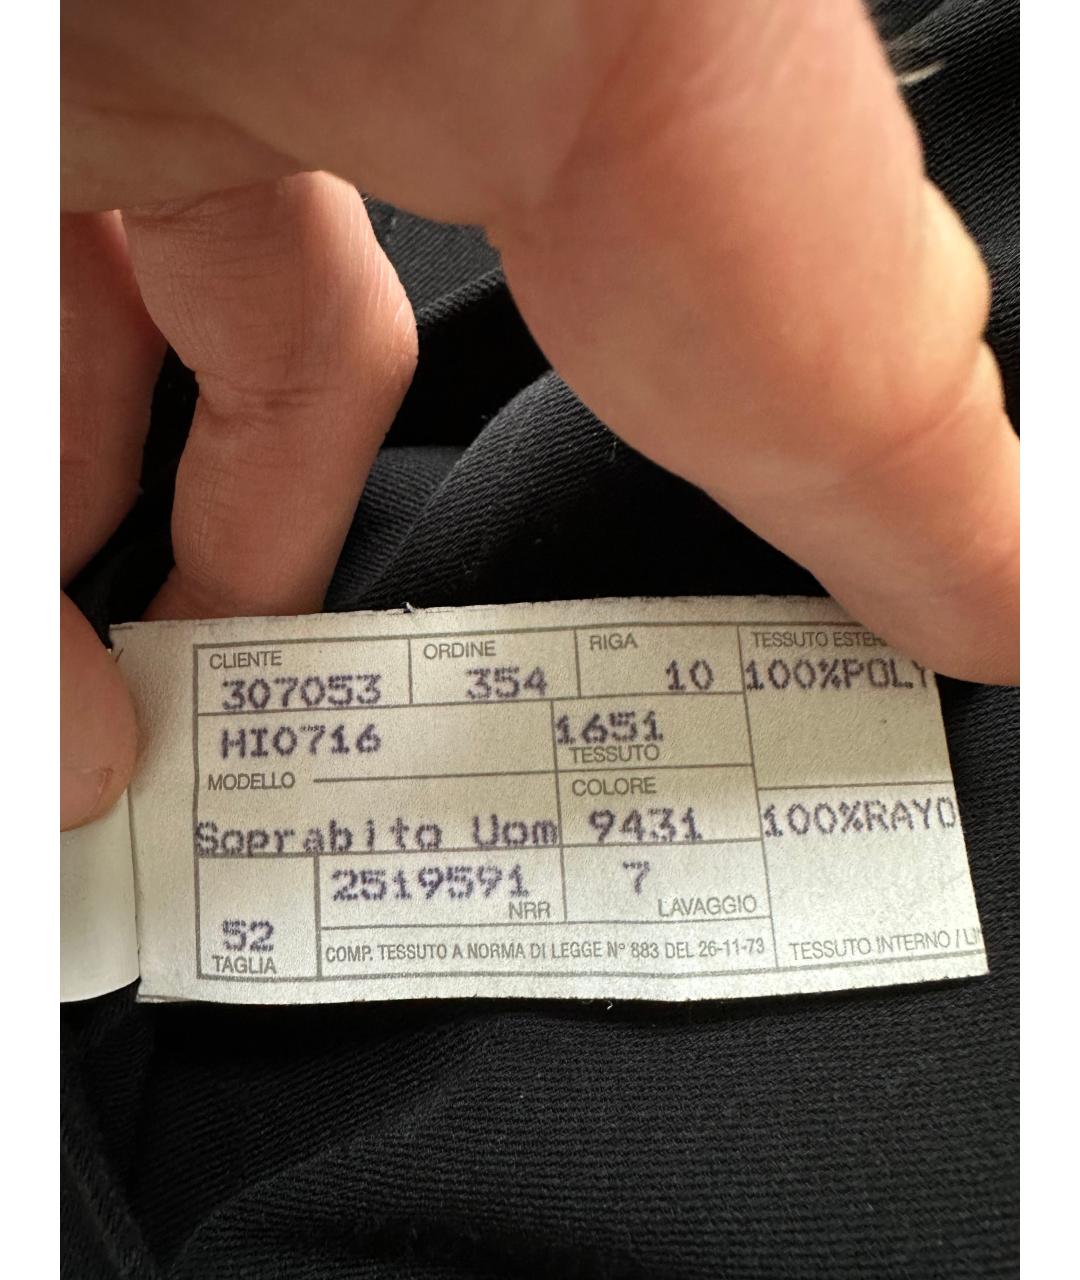 CLIENTE ORDINE RIGA TESSUTO
307053 354 10 100%POLY
HI0716 1651
MODELLO TESSUTO
COLORE
Soprabito Uom 9431 100%RAYO
2519591 7
NRR LAVAGGIO
52
TAGLIA
COMP. TESSUTO A NORMA DI LEGGE N° 883 DEL 26-11-73
TESSUTO INTERNO /